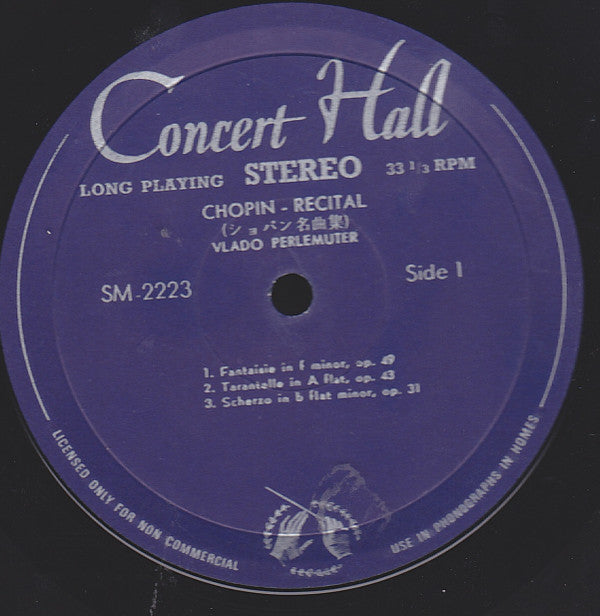 Concert Hall
LONG PLAYING STEREO 33 1/3 RPM
CHOPIN - RECITAL
(ショパン名曲集)
VLADO PERLEMUTER
SM-2223
Side 1
1. Fantaisie in f minor, op. 49
2. Tarantelle in A flat, op. 43
3. Scherzo in b flat minor, op. 31
LICENSED ONLY FOR NON COMMERCIAL
USE IN PHONOGRAPHS IN HOMES